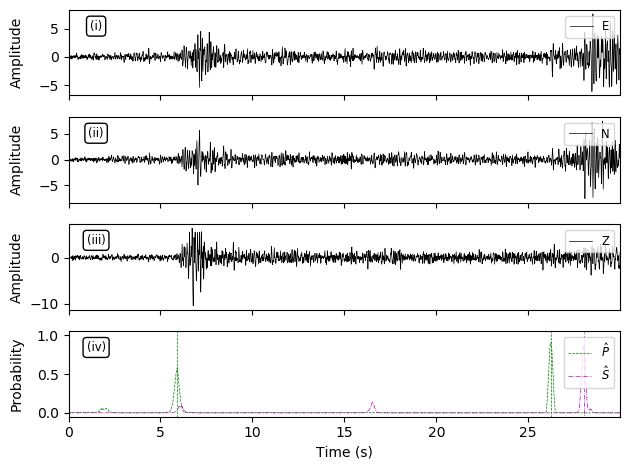 Amplitude
5
0
−5
(i)
E
Amplitude
5
0
−5
(ii)
N
Amplitude
0
−10
(iii)
Z
Probability
1.0
0.5
0.0
(iv)
P̂
Ŝ
0 5 10 15 20 25
Time (s)